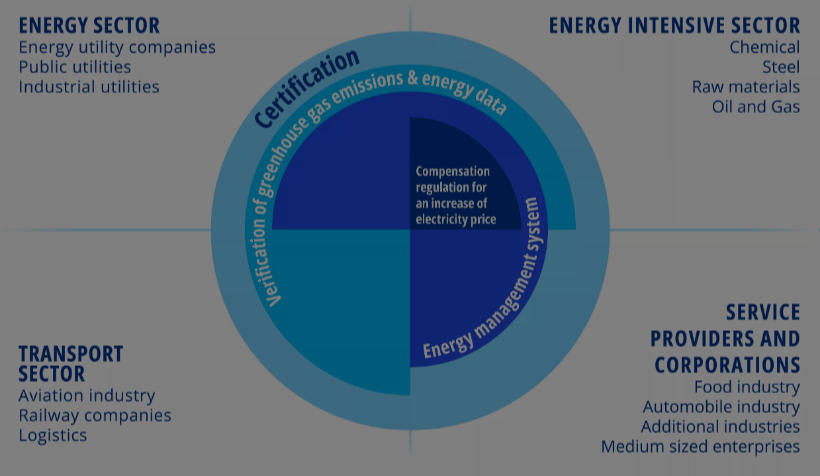 ENERGY SECTOR
Energy utility companies
Public utilities
Industrial utilities
ENERGY INTENSIVE SECTOR
Chemical
Steel
Raw materials
Oil and Gas
Certification
Verification of greenhouse gas emissions & energy data
Compensation
regulation for
an increase of
electricity price
Energy management system
TRANSPORT
SECTOR
Aviation industry
Railway companies
Logistics
SERVICE
PROVIDERS AND
CORPORATIONS
Food industry
Automobile industry
Additional industries
Medium sized enterprises